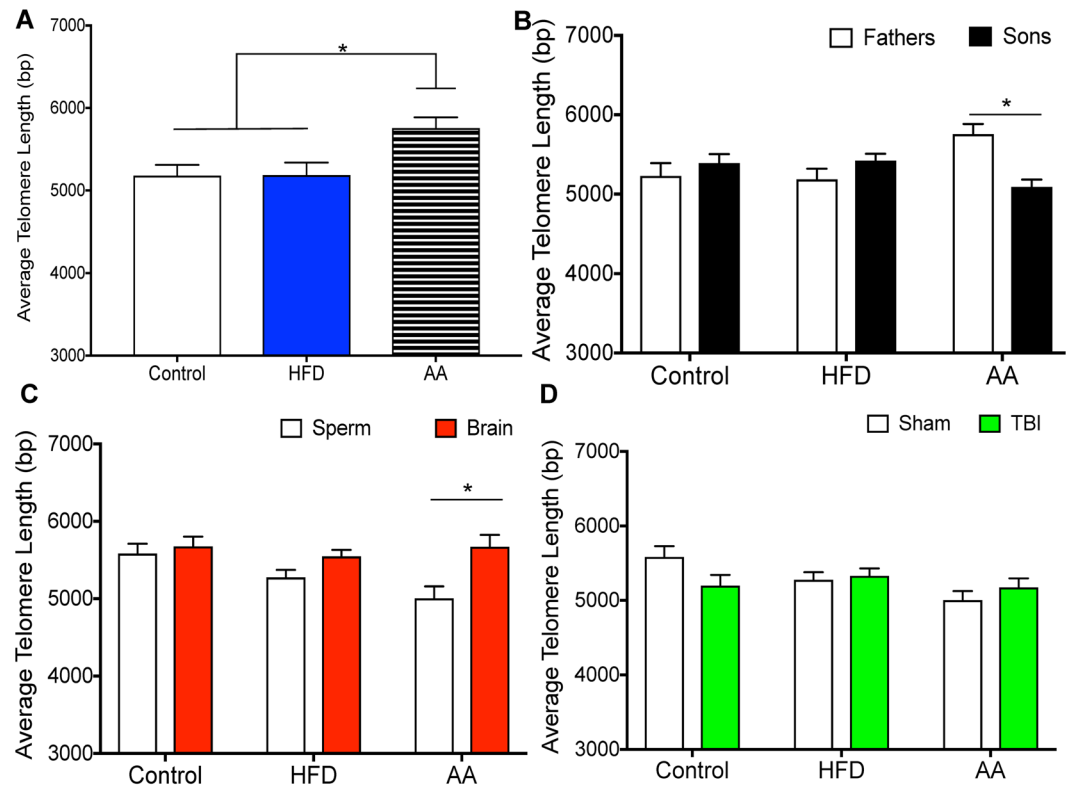 A
Average Telomere Length (bp)
7000
6000
5000
4000
3000
*
Control HFD AA
B
Average Telomere Length (bp)
7000
6000
5000
4000
3000
Fathers Sons
*
Control HFD AA
C
Average Telomere Length (bp)
7000
6000
5000
4000
3000
Sperm Brain
*
Control HFD AA
D
Average Telomere Length (bp)
7000
6000
5000
4000
3000
Sham TBI
Control HFD AA